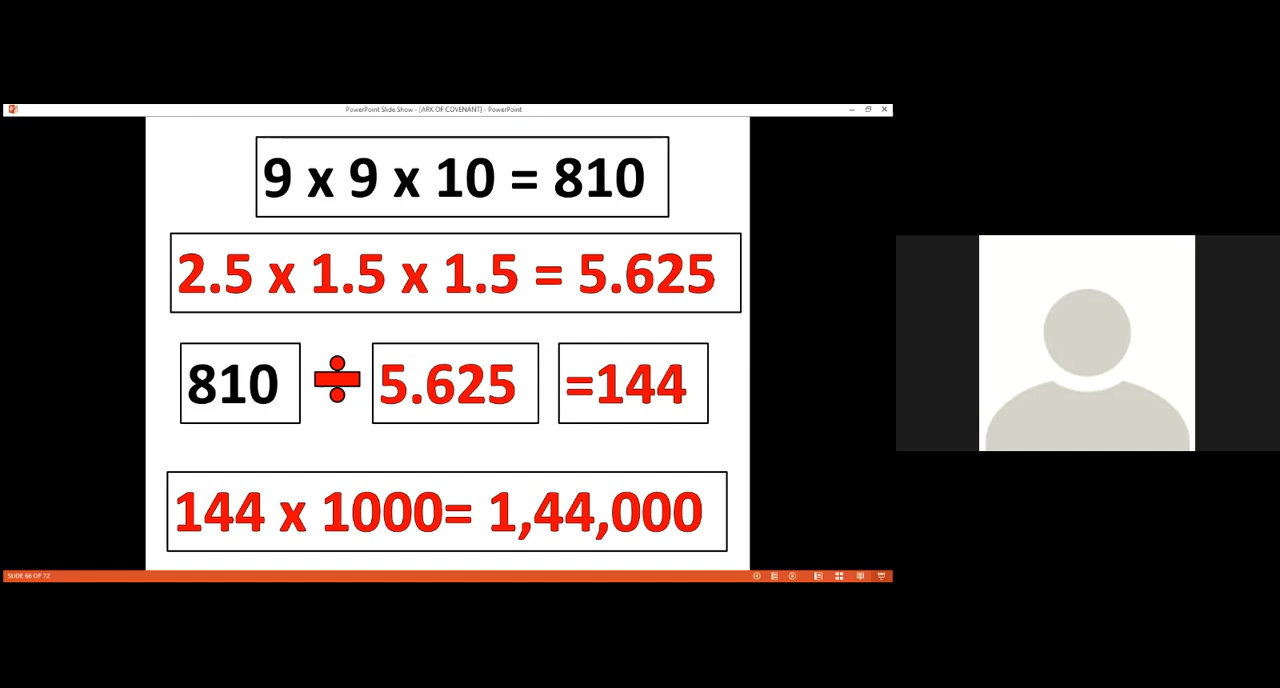 PowerPoint Slide Show - [ARK OF COVENANT] - PowerPoint
9 x 9 x 10 = 810
2.5 x 1.5 x 1.5 = 5.625
810 ÷ 5.625 =144
144 x 1000= 1,44,000
SLIDE 66 OF 72